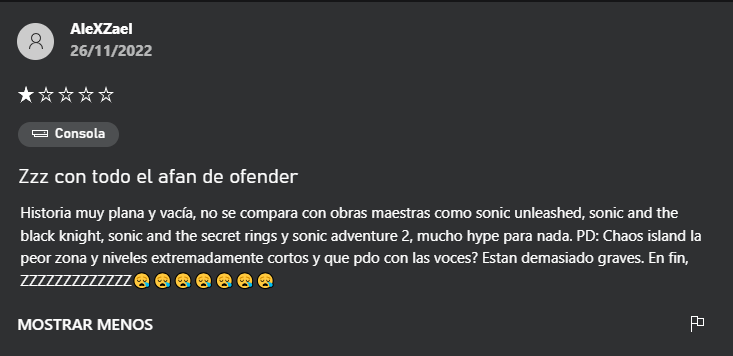 AleXZael
26/11/2022
Consola
Zzz con todo el afan de ofender
Historia muy plana y vacía, no se compara con obras maestras como sonic unleashed, sonic and the
black knight, sonic and the secret rings y sonic adventure 2, mucho hype para nada. PD: Chaos island la
peor zona y niveles extremadamente cortos y que pdo con las voces? Estan demasiado graves. En fin,
ZZZZZZZZZZZZZ😪😪😪😪😪😪😪
MOSTRAR MENOS